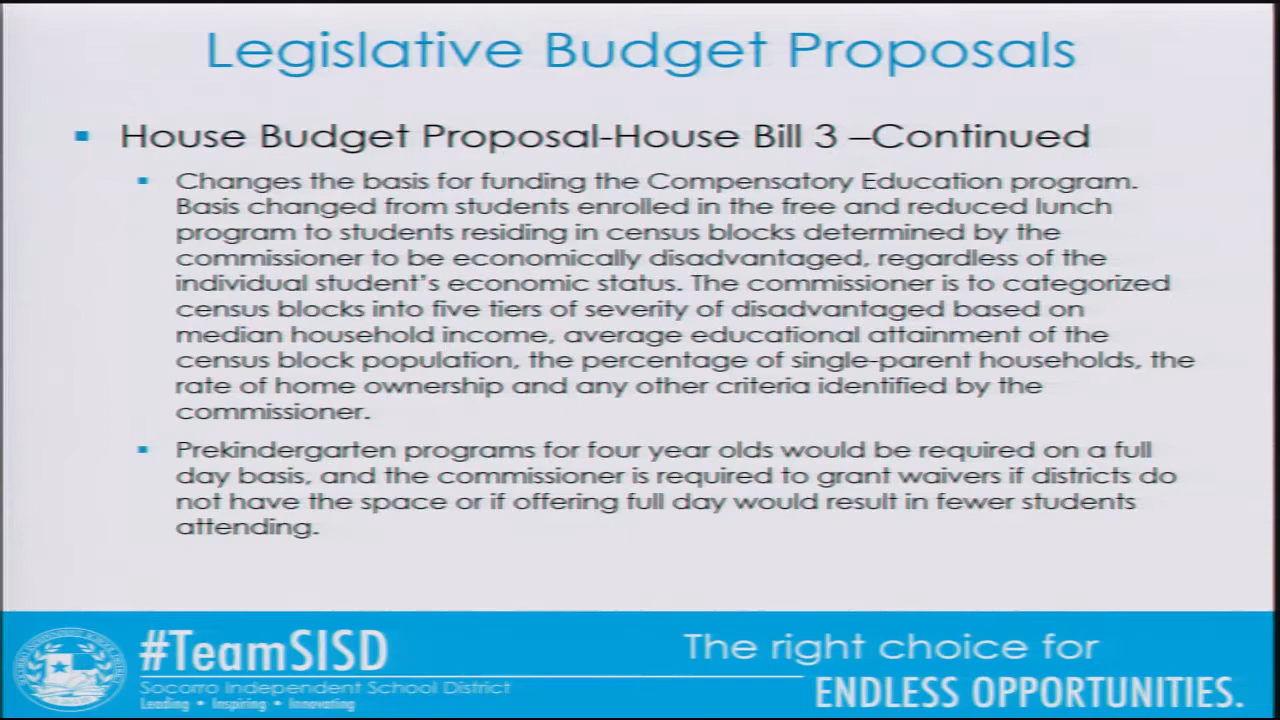 Legislative Budget Proposals
House Budget Proposal-House Bill 3 –Continued
Changes the basis for funding the Compensatory Education program.
Basis changed from students enrolled in the free and reduced lunch
program to students residing in census blocks determined by the
commissioner to be economically disadvantaged, regardless of the
individual student's economic status. The commissioner is to categorized
census blocks into five tiers of severity of disadvantaged based on
median household income, average educational attainment of the
census block population, the percentage of single-parent households, the
rate of home ownership and any other criteria identified by the
commissioner.
Prekindergarten programs for four year olds would be required on a full
day basis, and the commissioner is required to grant waivers if districts do
not have the space or if offering full day would result in fewer students
attending.
#TeamSISD
Socorro Independent School District
Leading • Inspiring • Innovating
The right choice for
ENDLESS OPPORTUNITIES.